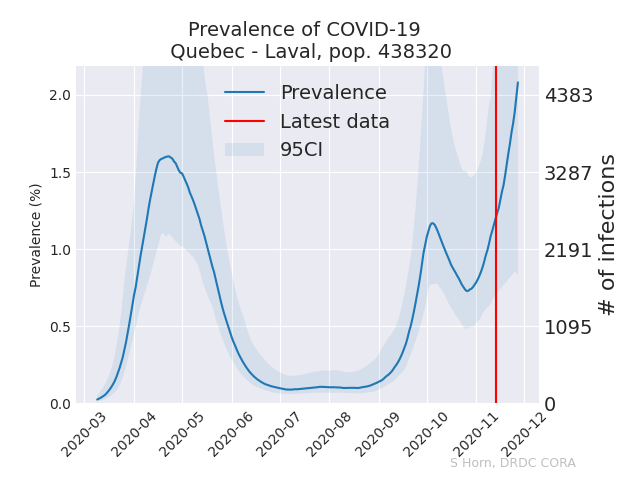 Prevalence of COVID-19
Quebec - Laval, pop. 438320
Prevalence
Latest data
95CI
Prevalence (%)
2.0
1.5
1.0
0.5
0.0
4383
3287
2191
1095
0
# of infections
2020-03
2020-04
2020-05
2020-06
2020-07
2020-08
2020-09
2020-10
2020-11
2020-12
S Horn, DRDC CORA